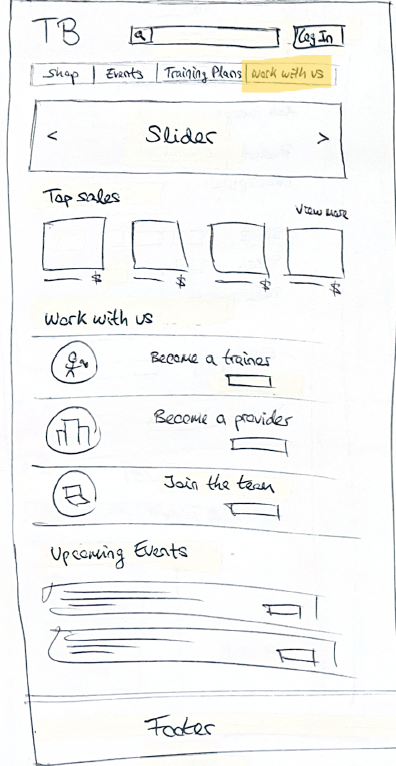 TB Log In
Shop Events Training Plans Work with us
< Slider >
Top sales
View more
$ $ $ $
Work with us
Become a trainer
Become a provider
Join the team
Upcoming Events
Footer